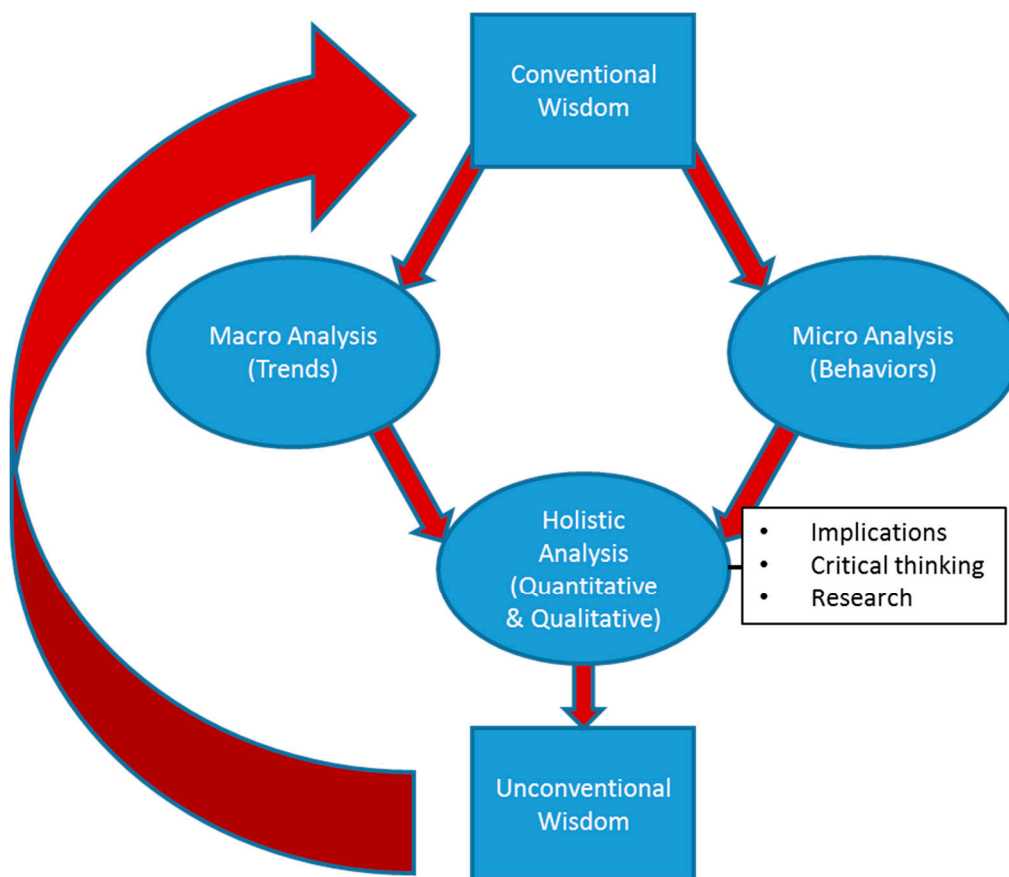 Conventional
Wisdom
Macro Analysis
(Trends)
Micro Analysis
(Behaviors)
Holistic
Analysis
(Quantitative
& Qualitative)
• Implications
• Critical thinking
• Research
Unconventional
Wisdom